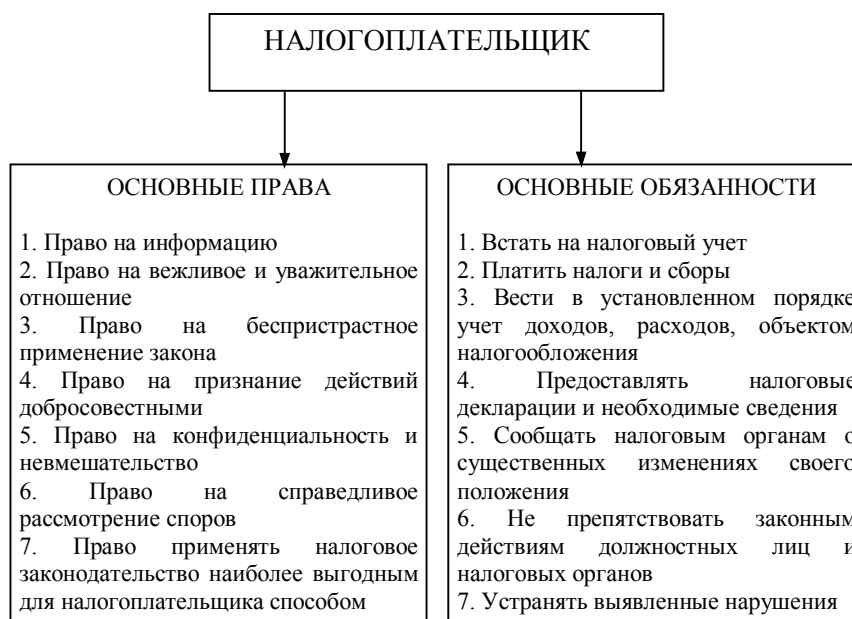 НАЛОГОПЛАТЕЛЬЩИК
ОСНОВНЫЕ ПРАВА
1. Право на информацию
2. Право на вежливое и уважительное
отношение
3. Право на беспристрастное
применение закона
4. Право на признание действий
добросовестными
5. Право на конфиденциальность и
невмешательство
6. Право на справедливое
рассмотрение споров
7. Право применять налоговое
законодательство наиболее выгодным
для налогоплательщика способом
ОСНОВНЫЕ ОБЯЗАННОСТИ
1. Встать на налоговый учет
2. Платить налоги и сборы
3. Вести в установленном порядке
учет доходов, расходов, объектом
налогообложения
4. Предоставлять налоговые
декларации и необходимые сведения
5. Сообщать налоговым органам о
существенных изменениях своего
положения
6. Не препятствовать законным
действиям должностных лиц и
налоговых органов
7. Устранять выявленные нарушения